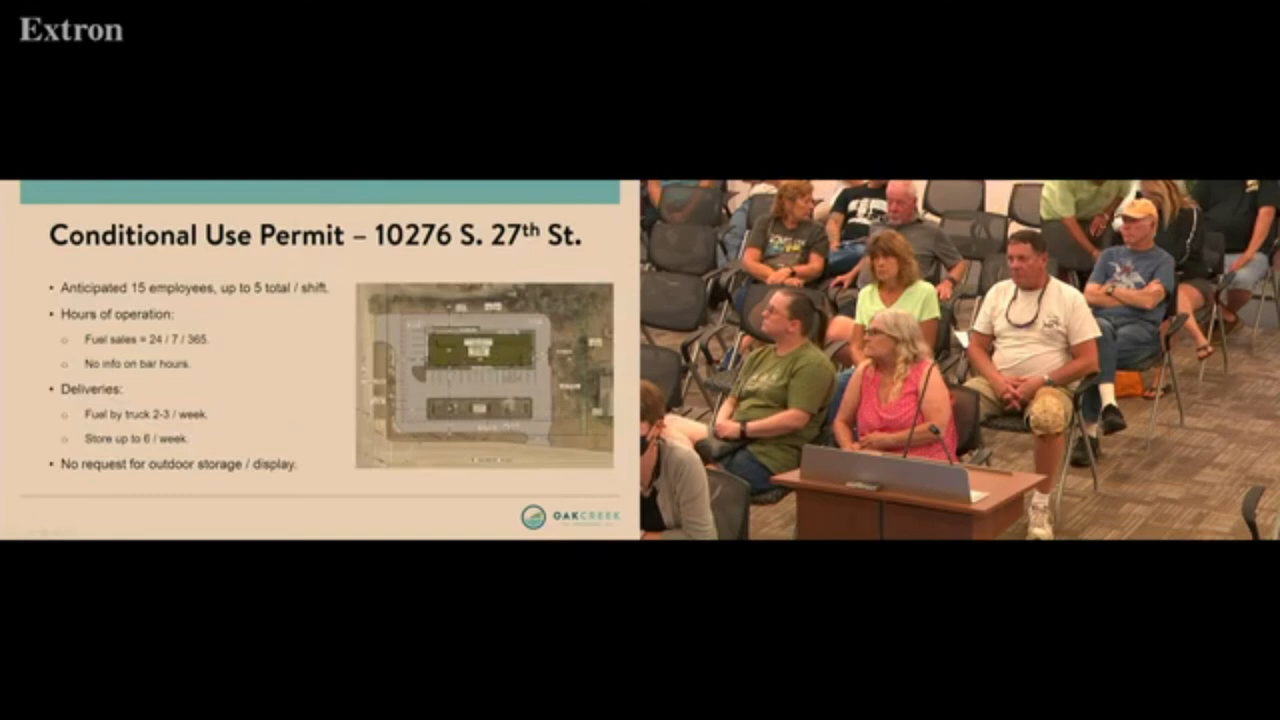 Extron
Conditional Use Permit – 10276 S. 27th St.
• Anticipated 15 employees, up to 5 total / shift.
• Hours of operation:
o Fuel sales = 24 / 7 / 365.
o No info on bar hours.
• Deliveries:
o Fuel by truck 2-3 / week.
o Store up to 6 / week.
• No request for outdoor storage / display.
OAKCREEK